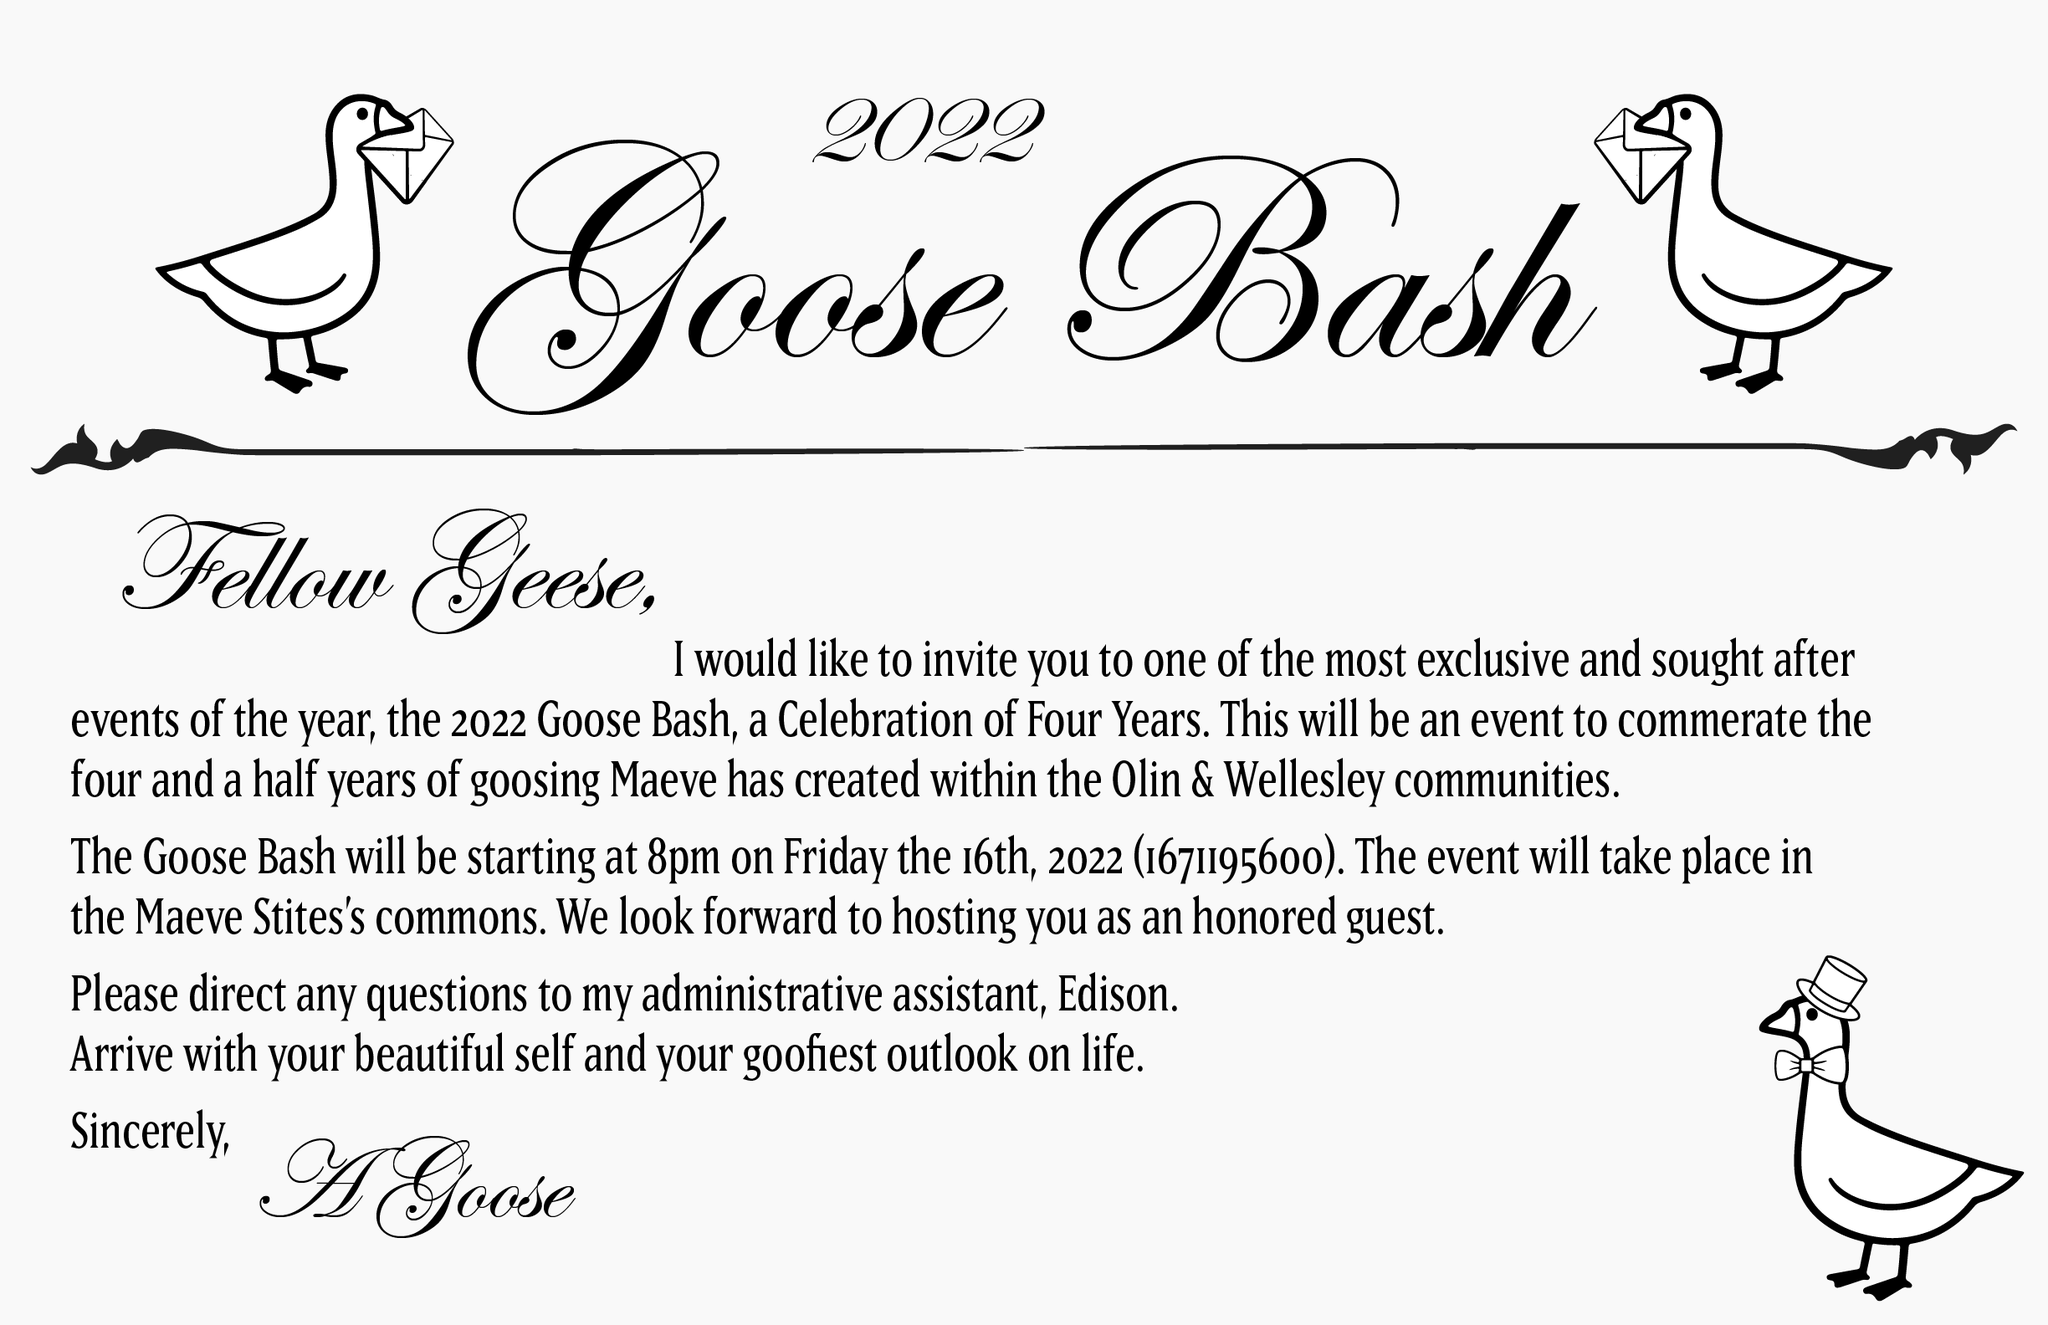 2022
Goose Bash
Fellow Geese,
I would like to invite you to one of the most exclusive and sought after
events of the year, the 2022 Goose Bash, a Celebration of Four Years. This will be an event to commerate the
four and a half years of goosing Maeve has created within the Olin & Wellesley communities.
The Goose Bash will be starting at 8pm on Friday the 16th, 2022 (1671195600). The event will take place in
the Maeve Stites's commons. We look forward to hosting you as an honored guest.
Please direct any questions to my administrative assistant, Edison.
Arrive with your beautiful self and your goofiest outlook on life.
Sincerely,
A Goose